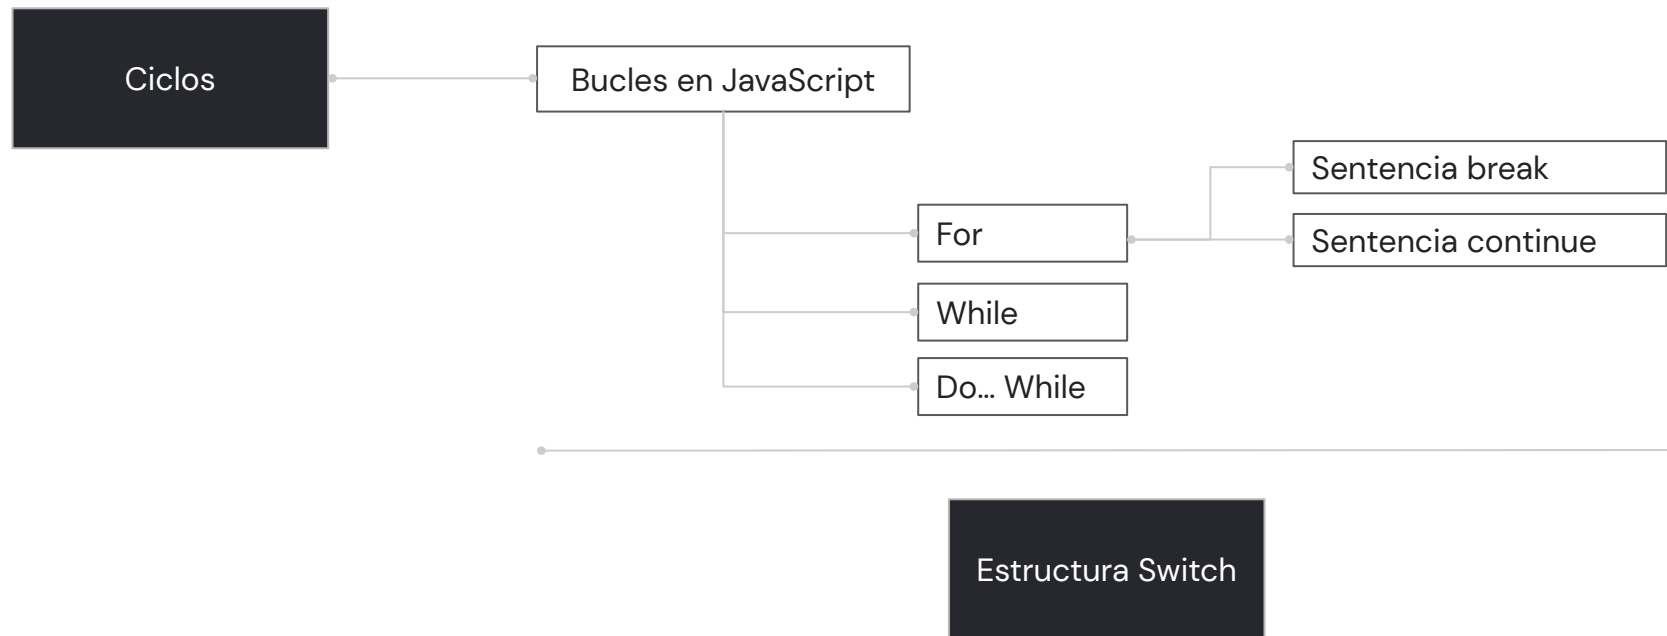 Ciclos
Bucles en JavaScript
Sentencia break
For
Sentencia continue
While
Do... While
Estructura Switch